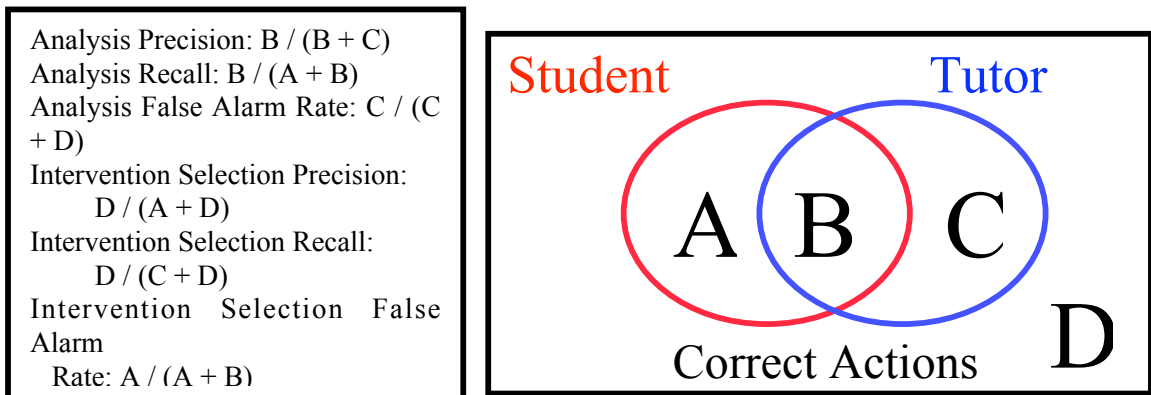 Analysis Precision: B / (B + C)
Analysis Recall: B / (A + B)
Analysis False Alarm Rate: C / (C
+ D)
Intervention Selection Precision:
D / (A + D)
Intervention Selection Recall:
D / (C + D)
Intervention Selection False
Alarm
Rate: A / (A + B)
Student Tutor
A B C
D
Correct Actions